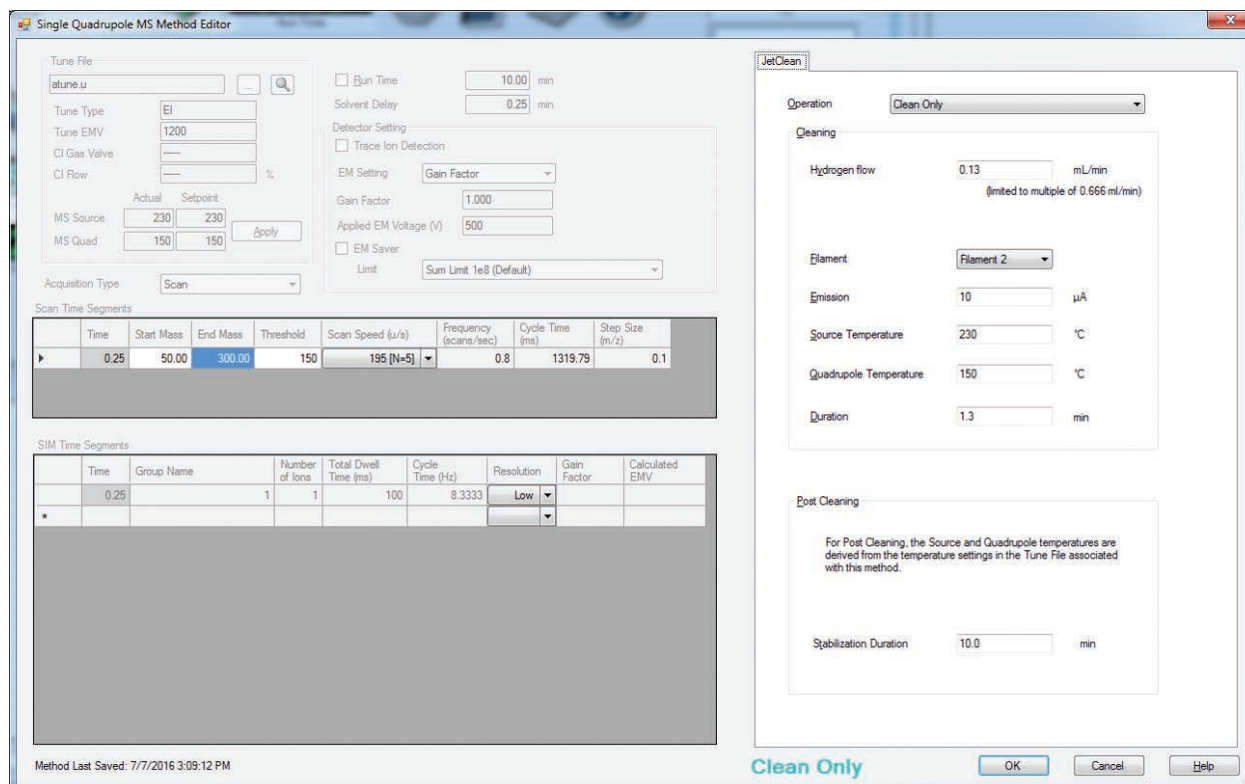 Single Quadrupole MS Method Editor
Tune File
atune.u
...
Tune Type EI
Tune EMV 1200
CI Gas Valve -----
CI Flow ----- %
Actual Setpoint
MS Source 230 230
MS Quad 150 150
Apply
Acquisition Type Scan
Run Time 10.00 min
Solvent Delay 0.25 min
Detector Setting
Trace Ion Detection
EM Setting Gain Factor
Gain Factor 1.000
Applied EM Voltage (V) 500
EM Saver
Limit Sum Limit 1e8 (Default)
Scan Time Segments
Time Start Mass End Mass Threshold Scan Speed (u/s) Frequency (scans/sec) Cycle Time (ms) Step Size (m/z)
0.25 50.00 300.00 150 195 [N=5] 0.8 1319.79 0.1
SIM Time Segments
Time Group Name Number of Ions Total Dwell Time (ms) Cycle Time (Hz) Resolution Gain Factor Calculated EMV
0.25 1 1 100 8.3333 Low
*
Method Last Saved: 7/7/2016 3:09:12 PM
JetClean
Operation Clean Only
Cleaning
Hydrogen flow 0.13 mL/min
(limited to multiple of 0.666 ml/min)
Filament Filament 2
Emission 10 µA
Source Temperature 230 °C
Quadrupole Temperature 150 °C
Duration 1.3 min
Post Cleaning
For Post Cleaning, the Source and Quadrupole temperatures are
derived from the temperature settings in the Tune File associated
with this method.
Stabilization Duration 10.0 min
Clean Only
OK Cancel Help